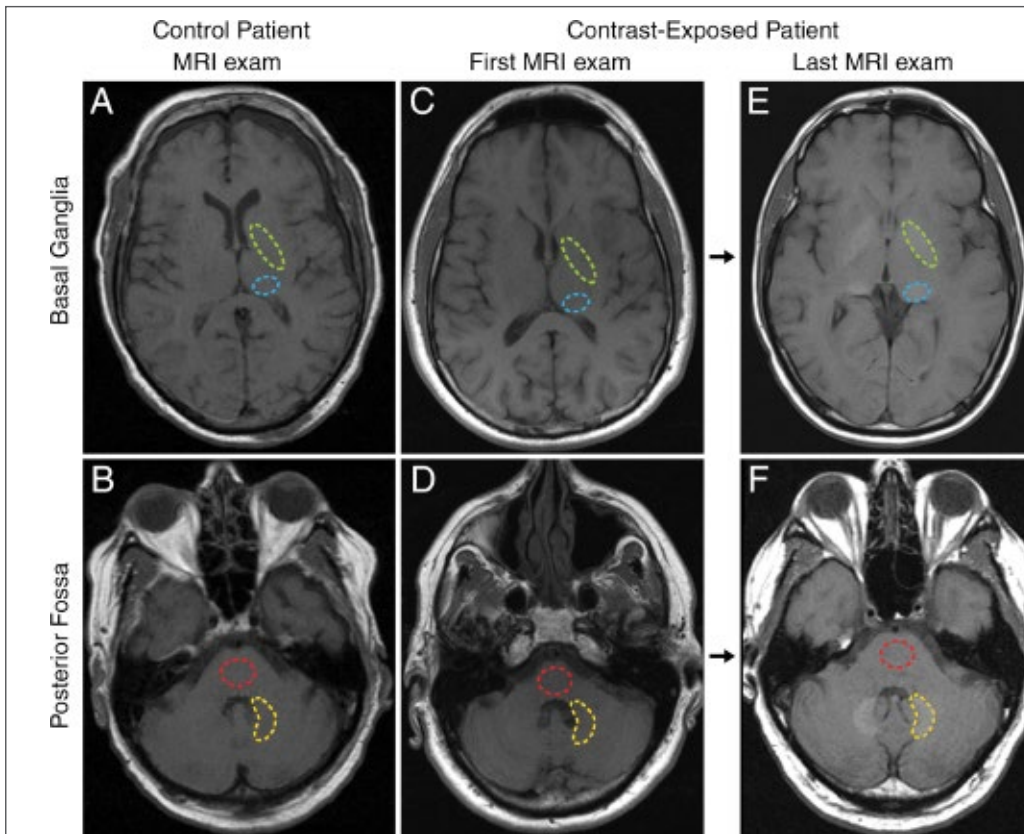 Control Patient
MRI exam
Contrast-Exposed Patient
First MRI exam
Last MRI exam
Basal Ganglia
A
C
E
Posterior Fossa
B
D
F